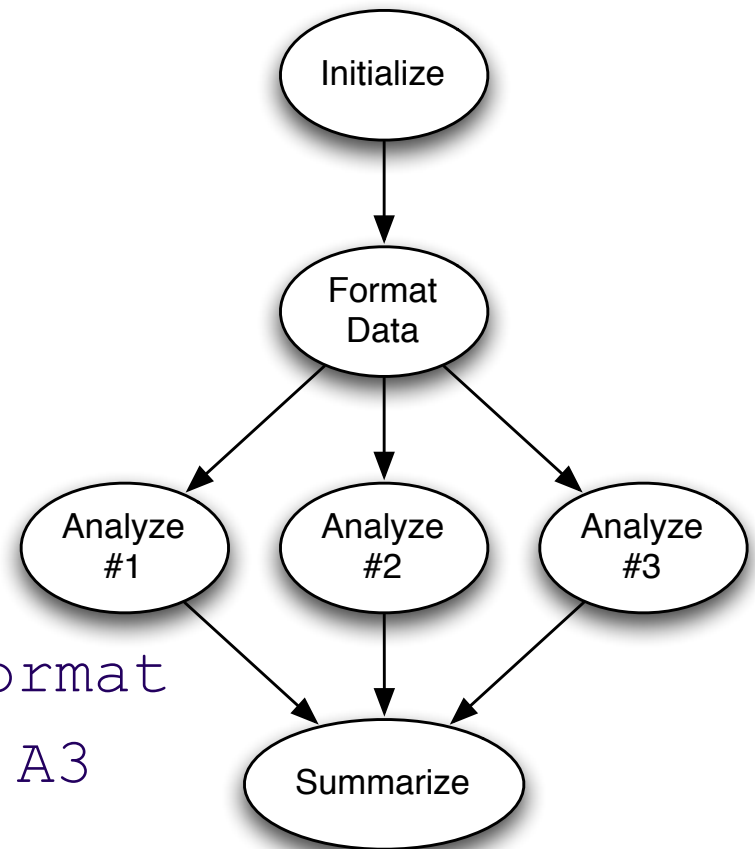 Initialize
Format
Data
Analyze
#1
Analyze
#2
Analyze
#3
ormat
A3
Summarize